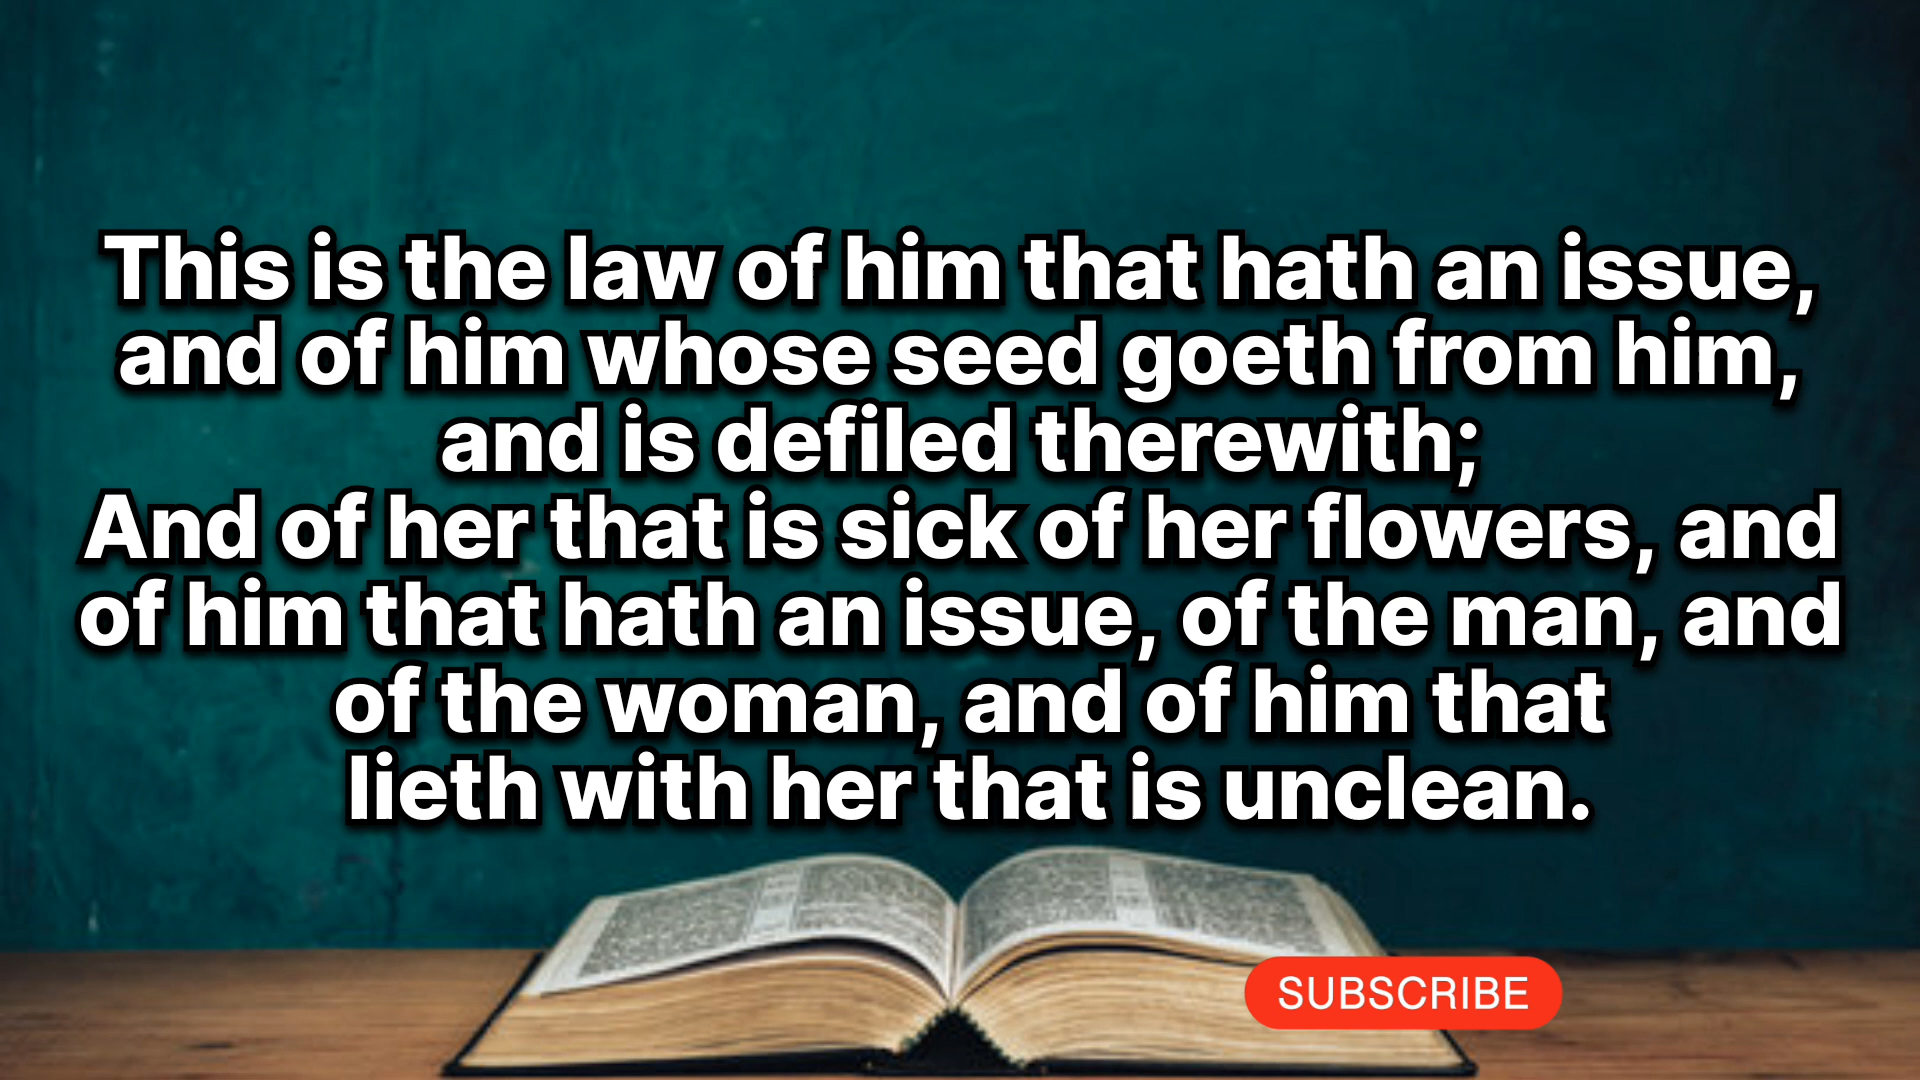 This is the law of him that hath an issue,
and of him whose seed goeth from him,
and is defiled therewith;
And of her that is sick of her flowers, and
of him that hath an issue, of the man, and
of the woman, and of him that
lieth with her that is unclean.
SUBSCRIBE